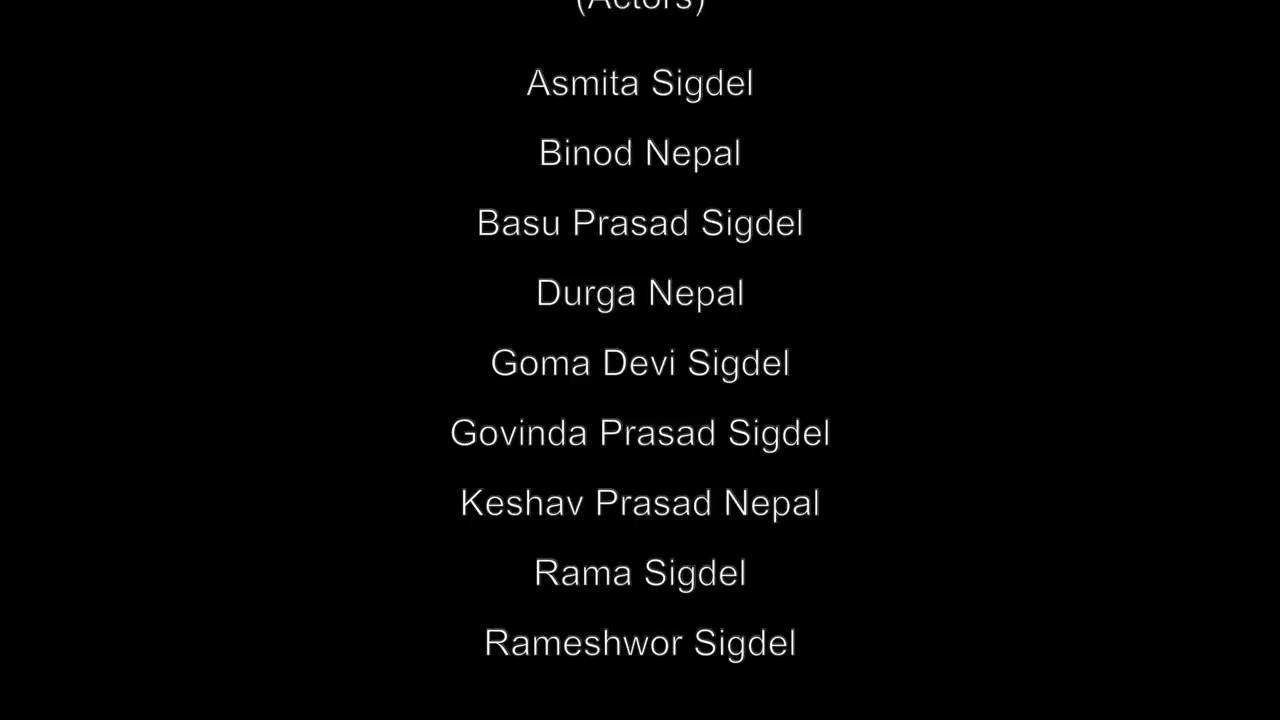 (Actors)
Asmita Sigdel
Binod Nepal
Basu Prasad Sigdel
Durga Nepal
Goma Devi Sigdel
Govinda Prasad Sigdel
Keshav Prasad Nepal
Rama Sigdel
Rameshwor Sigdel